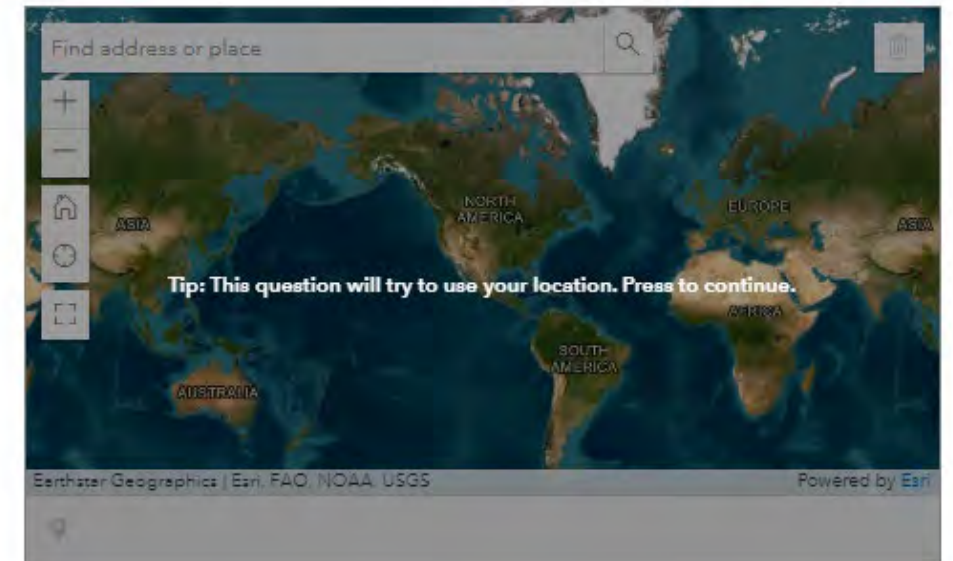 Find address or place
NORTH
AMERICA
EUROPE
ASIA
ASIA
Tip: This question will try to use your location. Press to continue.
AFRICA
SOUTH
AMERICA
AUSTRALIA
Earthstar Geographics | Esri, FAO, NOAA, USGS
Powered by Esri